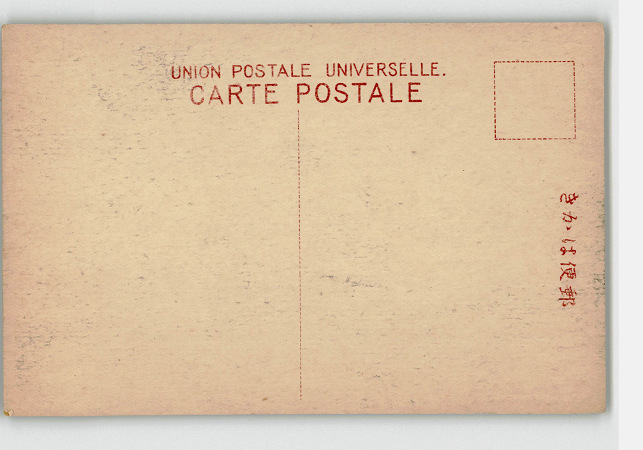 UNION POSTALE UNIVERSELLE.
CARTE POSTALE
きかは便郵